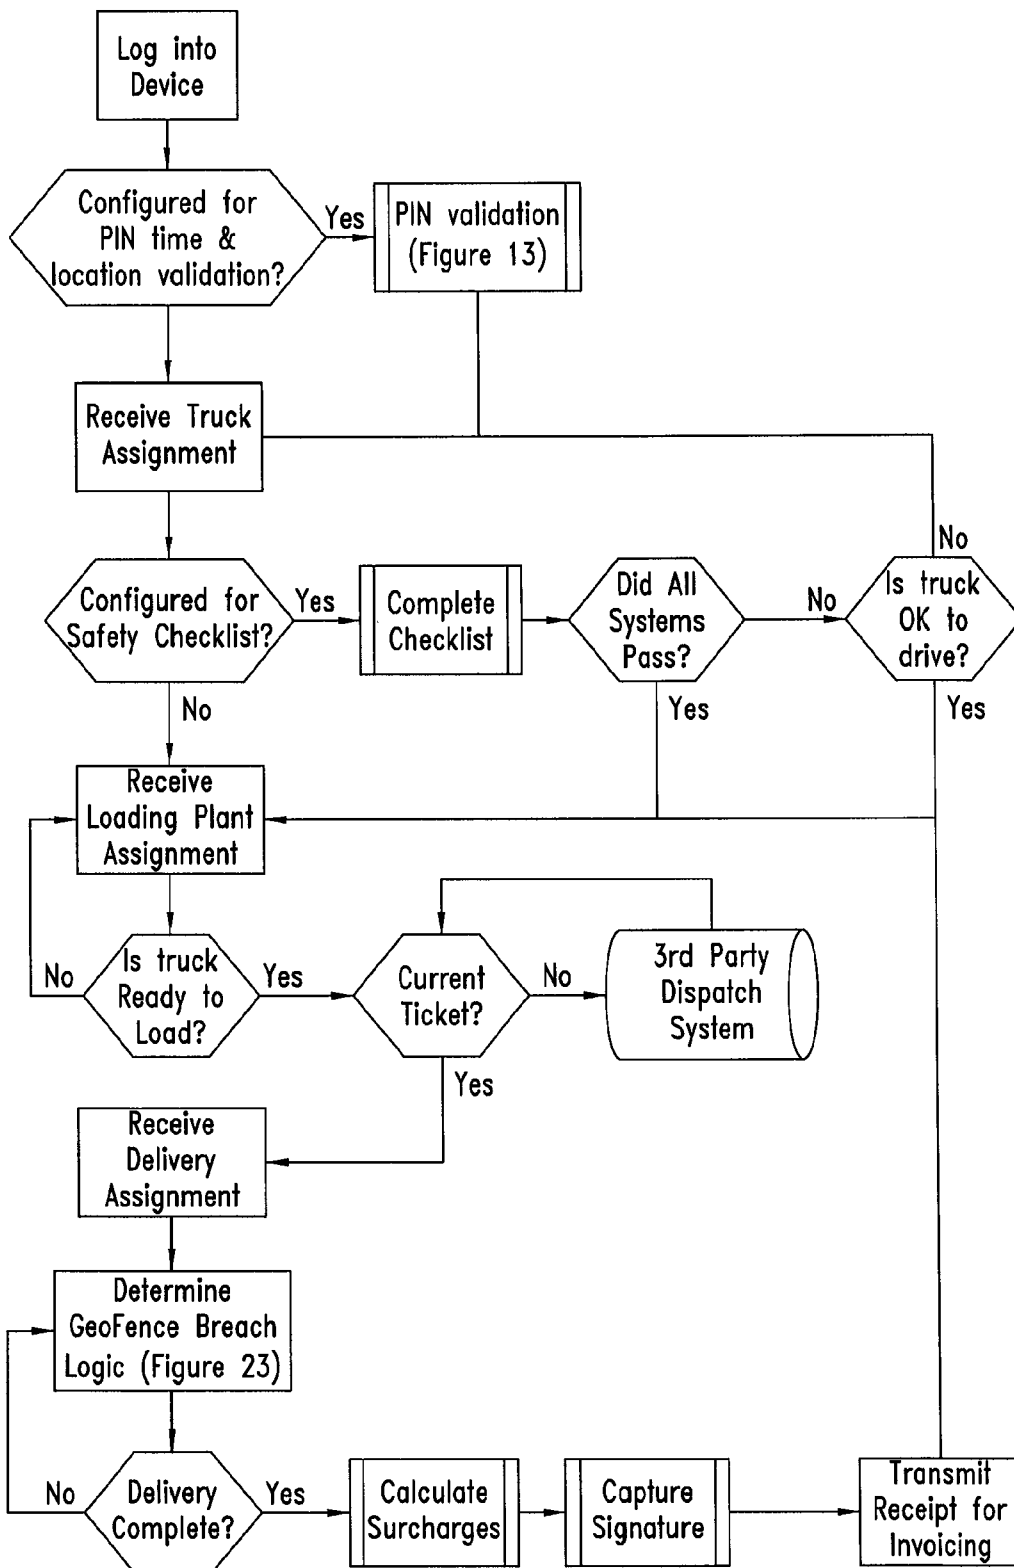 Log into
Device
Configured for
PIN time &
location validation?
Yes
PIN validation
(Figure 13)
Receive Truck
Assignment
No
Configured for
Safety Checklist?
Yes
Complete
Checklist
Did All
Systems
Pass?
No
Is truck
OK to
drive?
No
Yes
Yes
Receive
Loading Plant
Assignment
No
Is truck
Ready to
Load?
Yes
Current
Ticket?
No
3rd Party
Dispatch
System
Yes
Receive
Delivery
Assignment
Determine
GeoFence Breach
Logic (Figure 23)
No
Delivery
Complete?
Yes
Calculate
Surcharges
Capture
Signature
Transmit
Receipt for
Invoicing